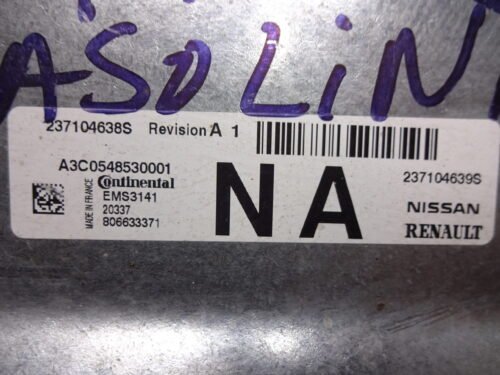 ASOLIN
237104638S Revision A 1
A3C0548530001
MADE IN FRANCE
Continental
EMS3141
20337
806633371
NA
237104639S
NISSAN
RENAULT